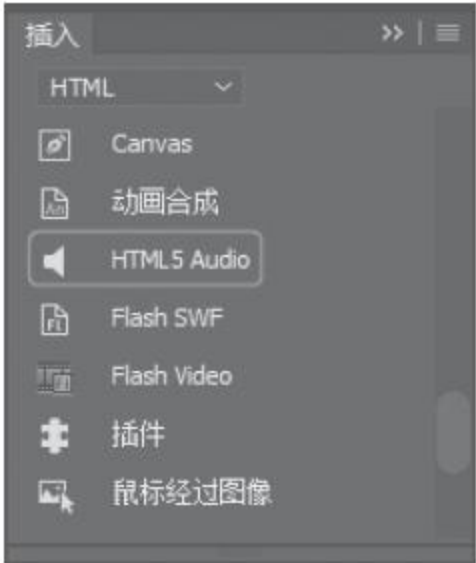 插入
HTML
Canvas
动画合成
HTML5 Audio
Flash SWF
Flash Video
插件
鼠标经过图像